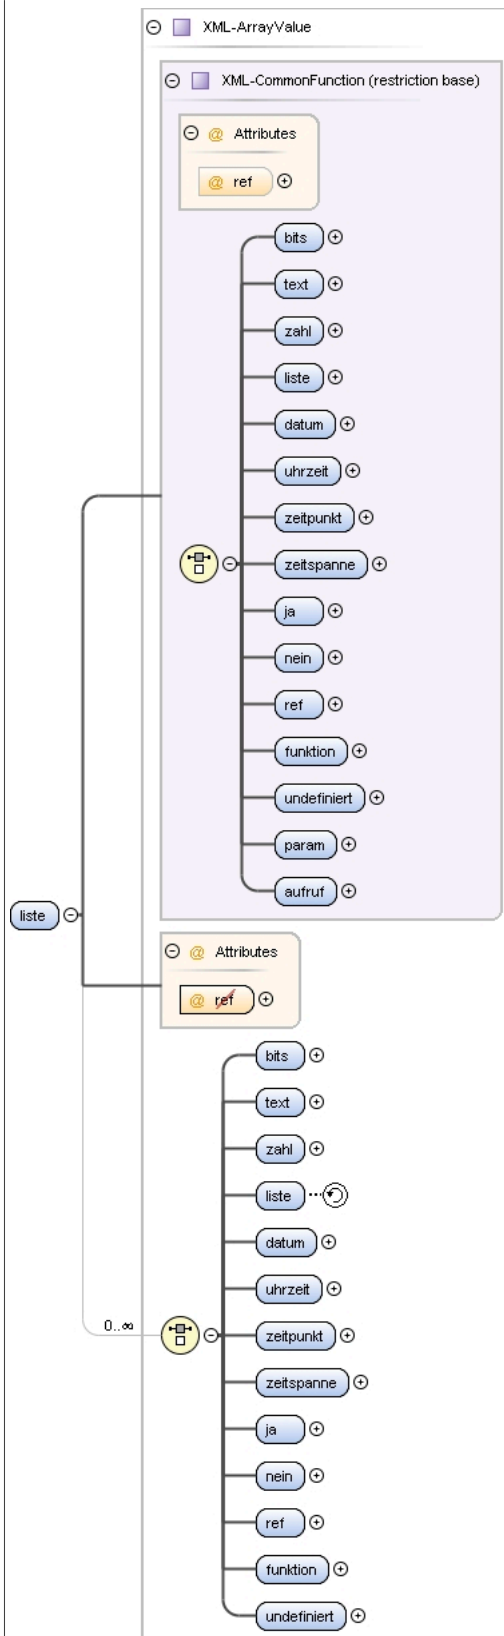 XML-ArrayValue
XML-CommonFunction (restriction base)
@ Attributes
@ ref
bits
text
zahl
liste
datum
uhrzeit
zeitpunkt
zeitspanne
ja
nein
ref
funktion
undefiniert
param
aufruf
liste
@ Attributes
@ ref
bits
text
zahl
liste
datum
uhrzeit
0..∞
zeitpunkt
zeitspanne
ja
nein
ref
funktion
undefiniert